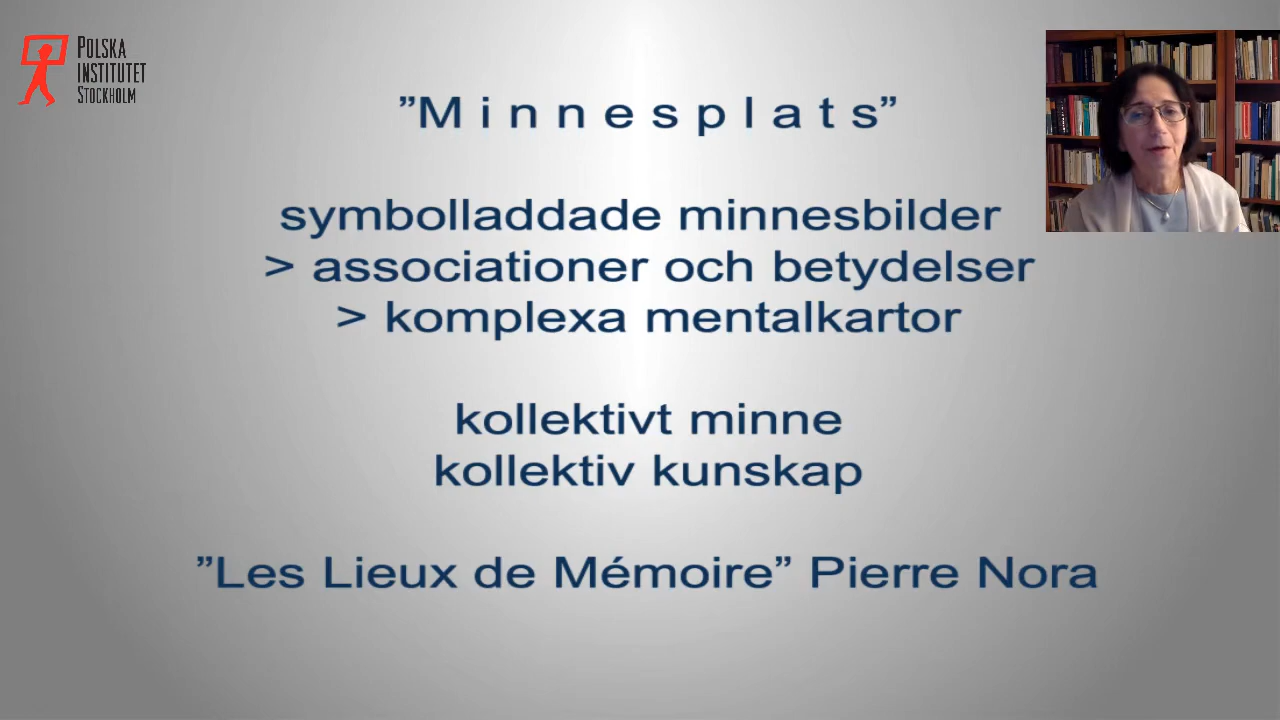 POLSKA
INSTITUTET
STOCKHOLM
”M i n n e s p l a t s”
symbolladdade minnesbilder
> associationer och betydelser
> komplexa mentalkartor
kollektivt minne
kollektiv kunskap
”Les Lieux de Mémoire” Pierre Nora